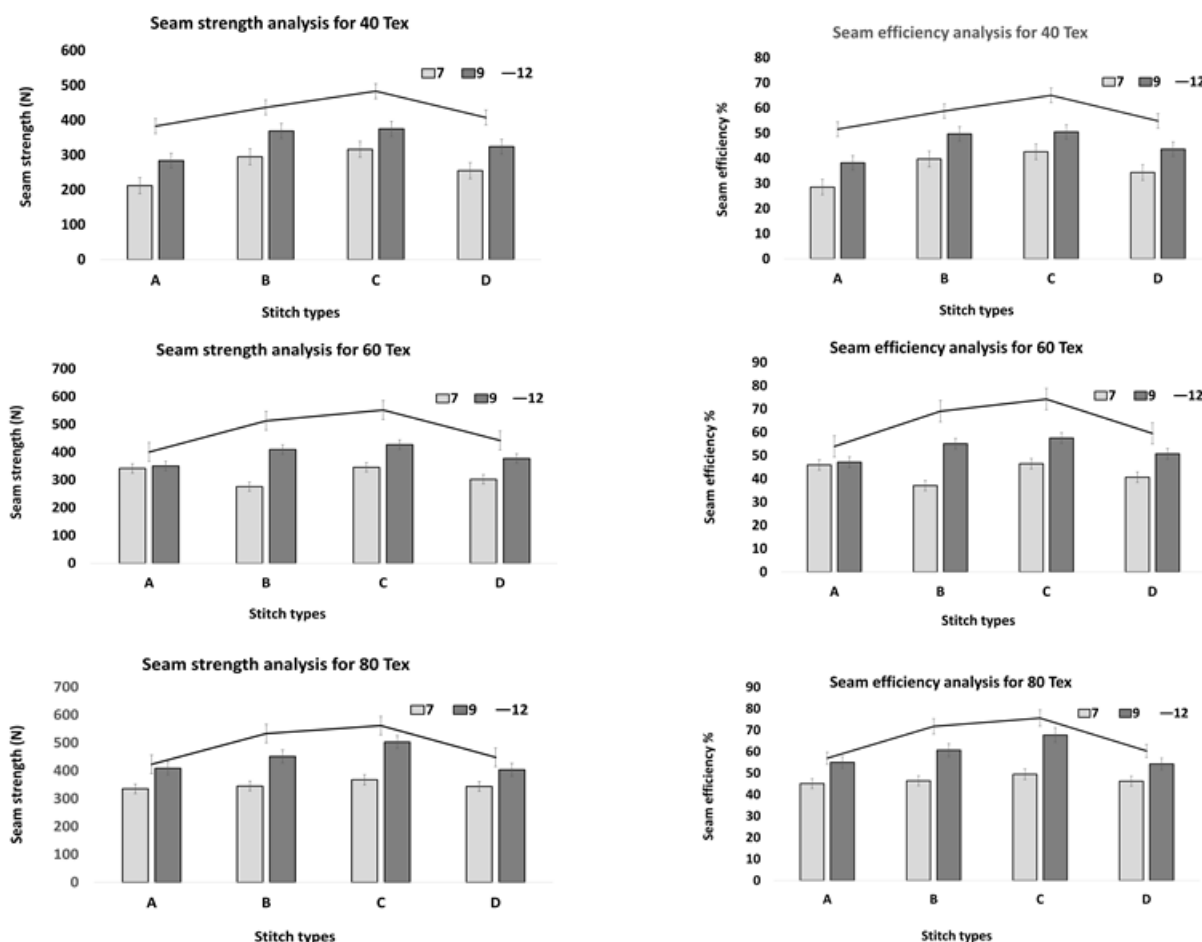 Seam strength analysis for 40 Tex
600
500
400
300
200
100
0
Seam strength (N)
7 9 12
A B C D
Stitch types
Seam efficiency analysis for 40 Tex
80
70
60
50
40
30
20
10
0
Seam efficiency %
7 9 12
A B C D
Stitch types
Seam strength analysis for 60 Tex
700
600
500
400
300
200
100
0
Seam strength (N)
7 9 12
A B C D
Stitch types
Seam efficiency analysis for 60 Tex
90
80
70
60
50
40
30
20
10
0
Seam efficiency %
7 9 12
A B C D
Stitch types
Seam strength analysis for 80 Tex
700
600
500
400
300
200
100
0
Seam strength (N)
7 9 12
A B C D
Stitch types
Seam efficiency analysis for 80 Tex
90
80
70
60
50
40
30
20
10
0
Seam efficiency %
7 9 12
A B C D
Stitch types